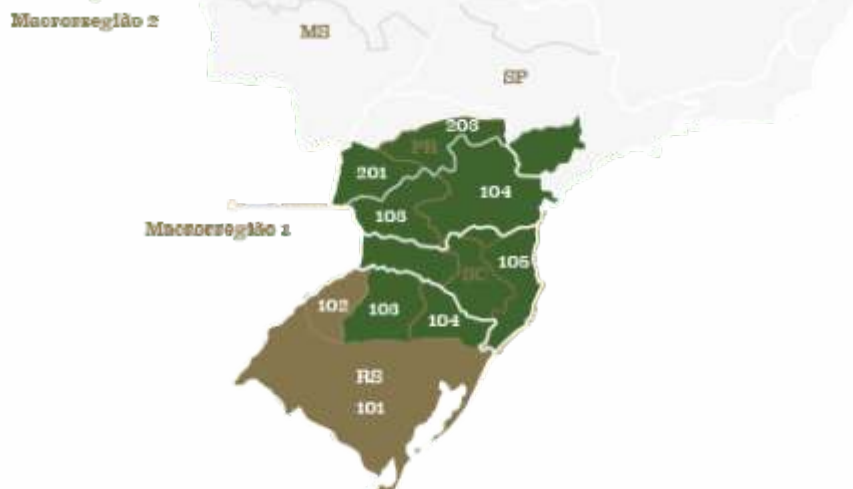 Macrorregião 2
MS
SP
203
PR
201
104
103
Macrorregião 1
105
SC
102
103
104
RS
101